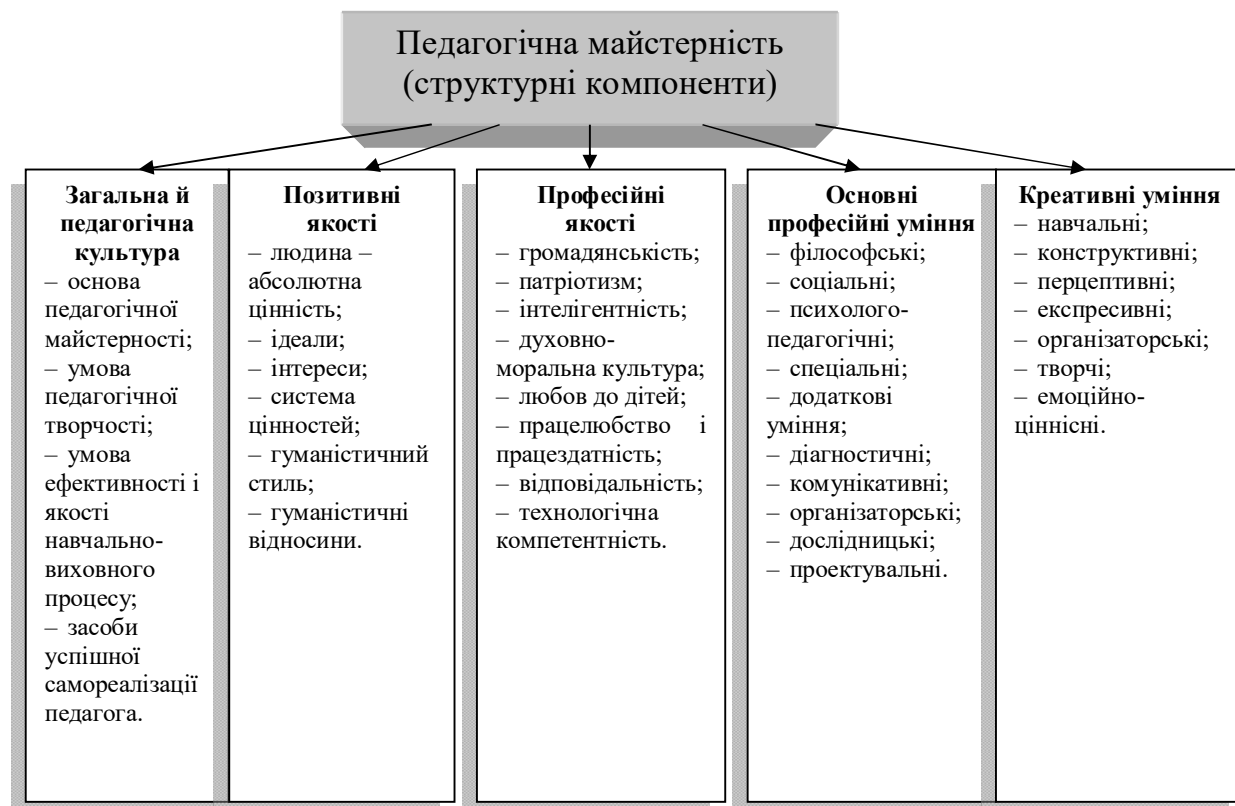 Педагогічна майстерність
(структурні компоненти)
Загальна й
педагогічна
культура
– основа
педагогічної
майстерності;
– умова
педагогічної
творчості;
– умова
ефективності і
якості
навчально-
виховного
процесу;
– засоби
успішної
самореалізації
педагога.
Позитивні
якості
– людина –
абсолютна
цінність;
– ідеали;
– інтереси;
– система
цінностей;
– гуманістичний
стиль;
– гуманістичні
відносини.
Професійні
якості
– громадянськість;
– патріотизм;
– інтелігентність;
– духовно-
моральна культура;
– любов до дітей;
– працелюбство і
працездатність;
– відповідальність;
– технологічна
компетентність.
Основні
професійні уміння
– філософські;
– соціальні;
– психолого-
педагогічні;
– спеціальні;
– додаткові
уміння;
– діагностичні;
– комунікативні;
– організаторські;
– дослідницькі;
– проектувальні.
Креативні уміння
– навчальні;
– конструктивні;
– перцептивні;
– експресивні;
– організаторські;
– творчі;
– емоційно-
ціннісні.